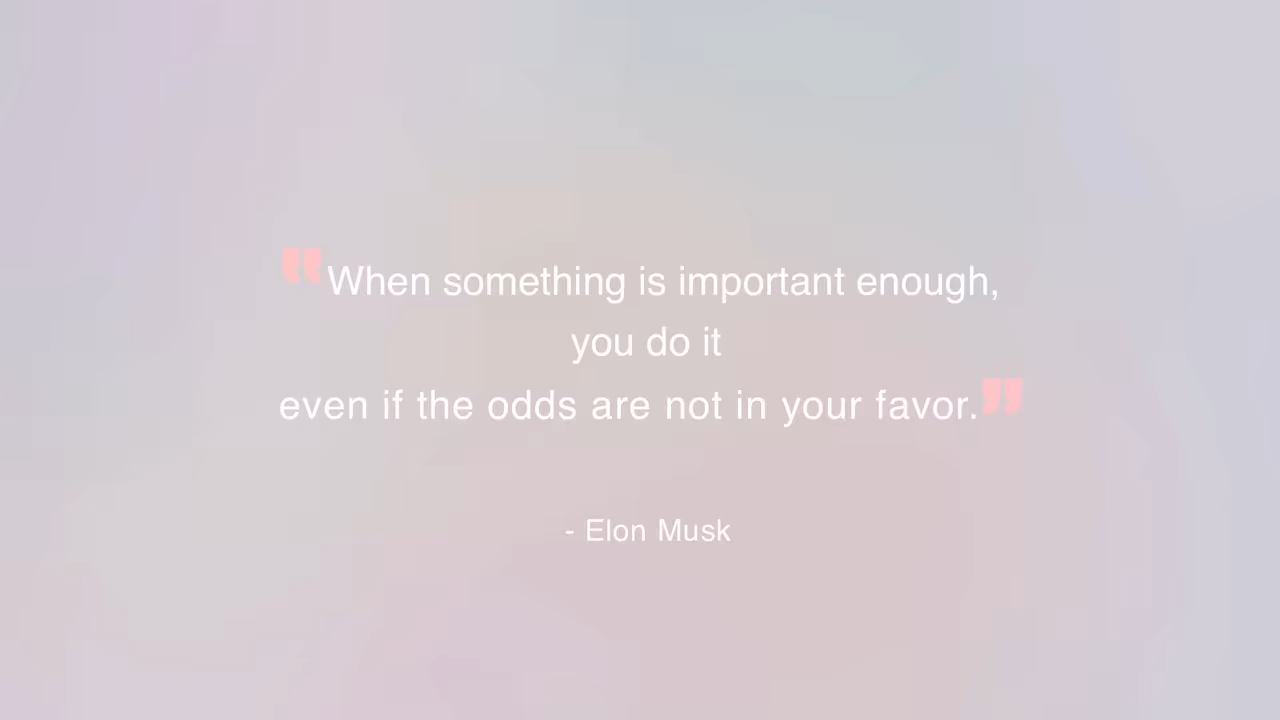 "When something is important enough,
you do it
even if the odds are not in your favor."
- Elon Musk